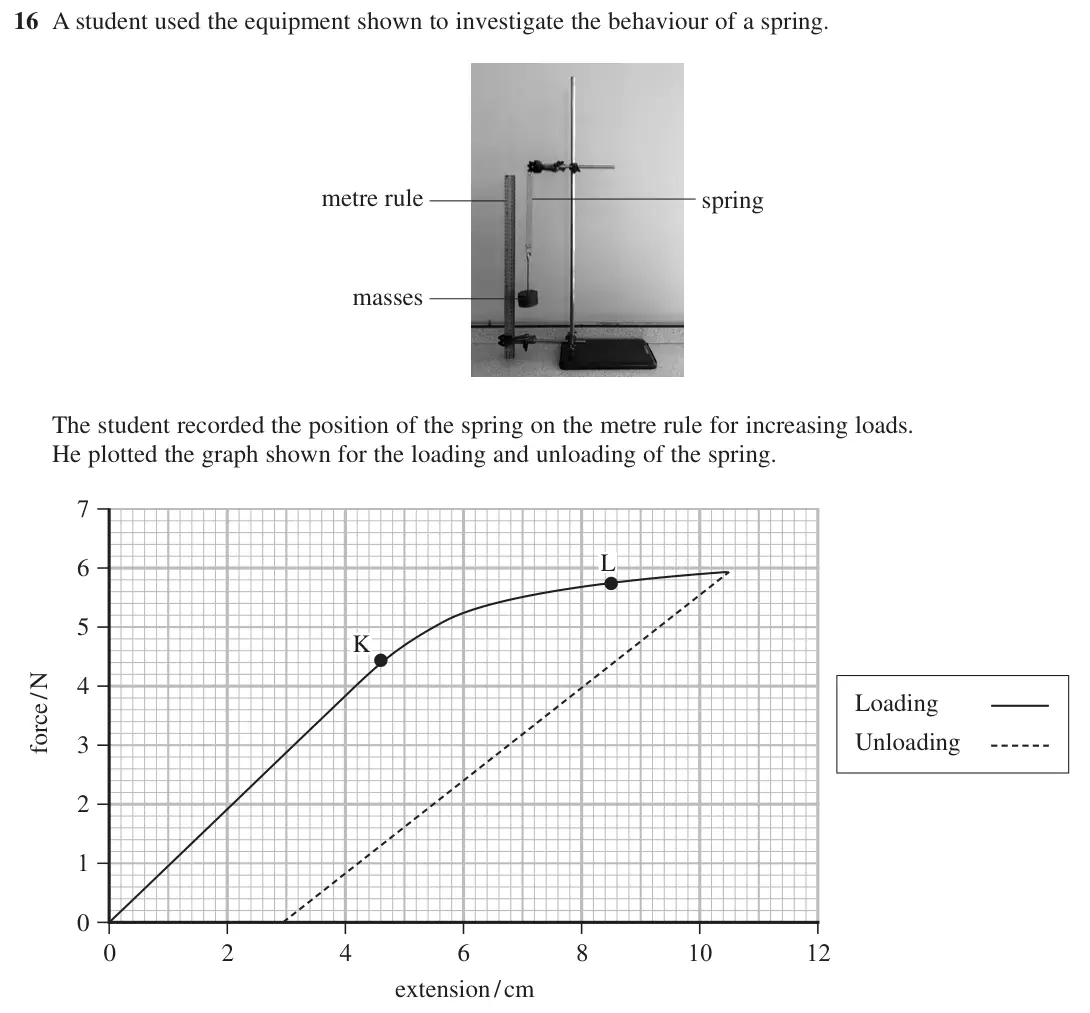 16 A student used the equipment shown to investigate the behaviour of a spring.
metre rule
spring
masses
The student recorded the position of the spring on the metre rule for increasing loads.
He plotted the graph shown for the loading and unloading of the spring.
7
6
5
4
3
2
1
0
force/N
K
L
0 2 4 6 8 10 12
extension/cm
Loading
Unloading